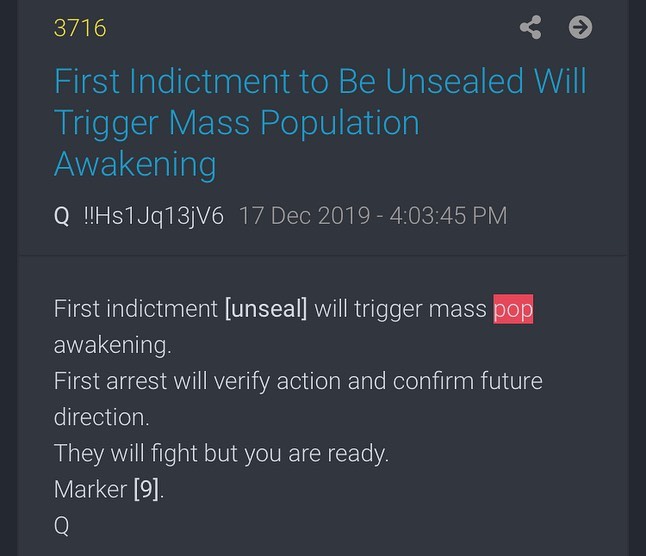 3716
First Indictment to Be Unsealed Will
Trigger Mass Population
Awakening
Q !!Hs1Jq13jV6 17 Dec 2019 - 4:03:45 PM
First indictment [unseal] will trigger mass pop
awakening.
First arrest will verify action and confirm future
direction.
They will fight but you are ready.
Marker [9].
Q